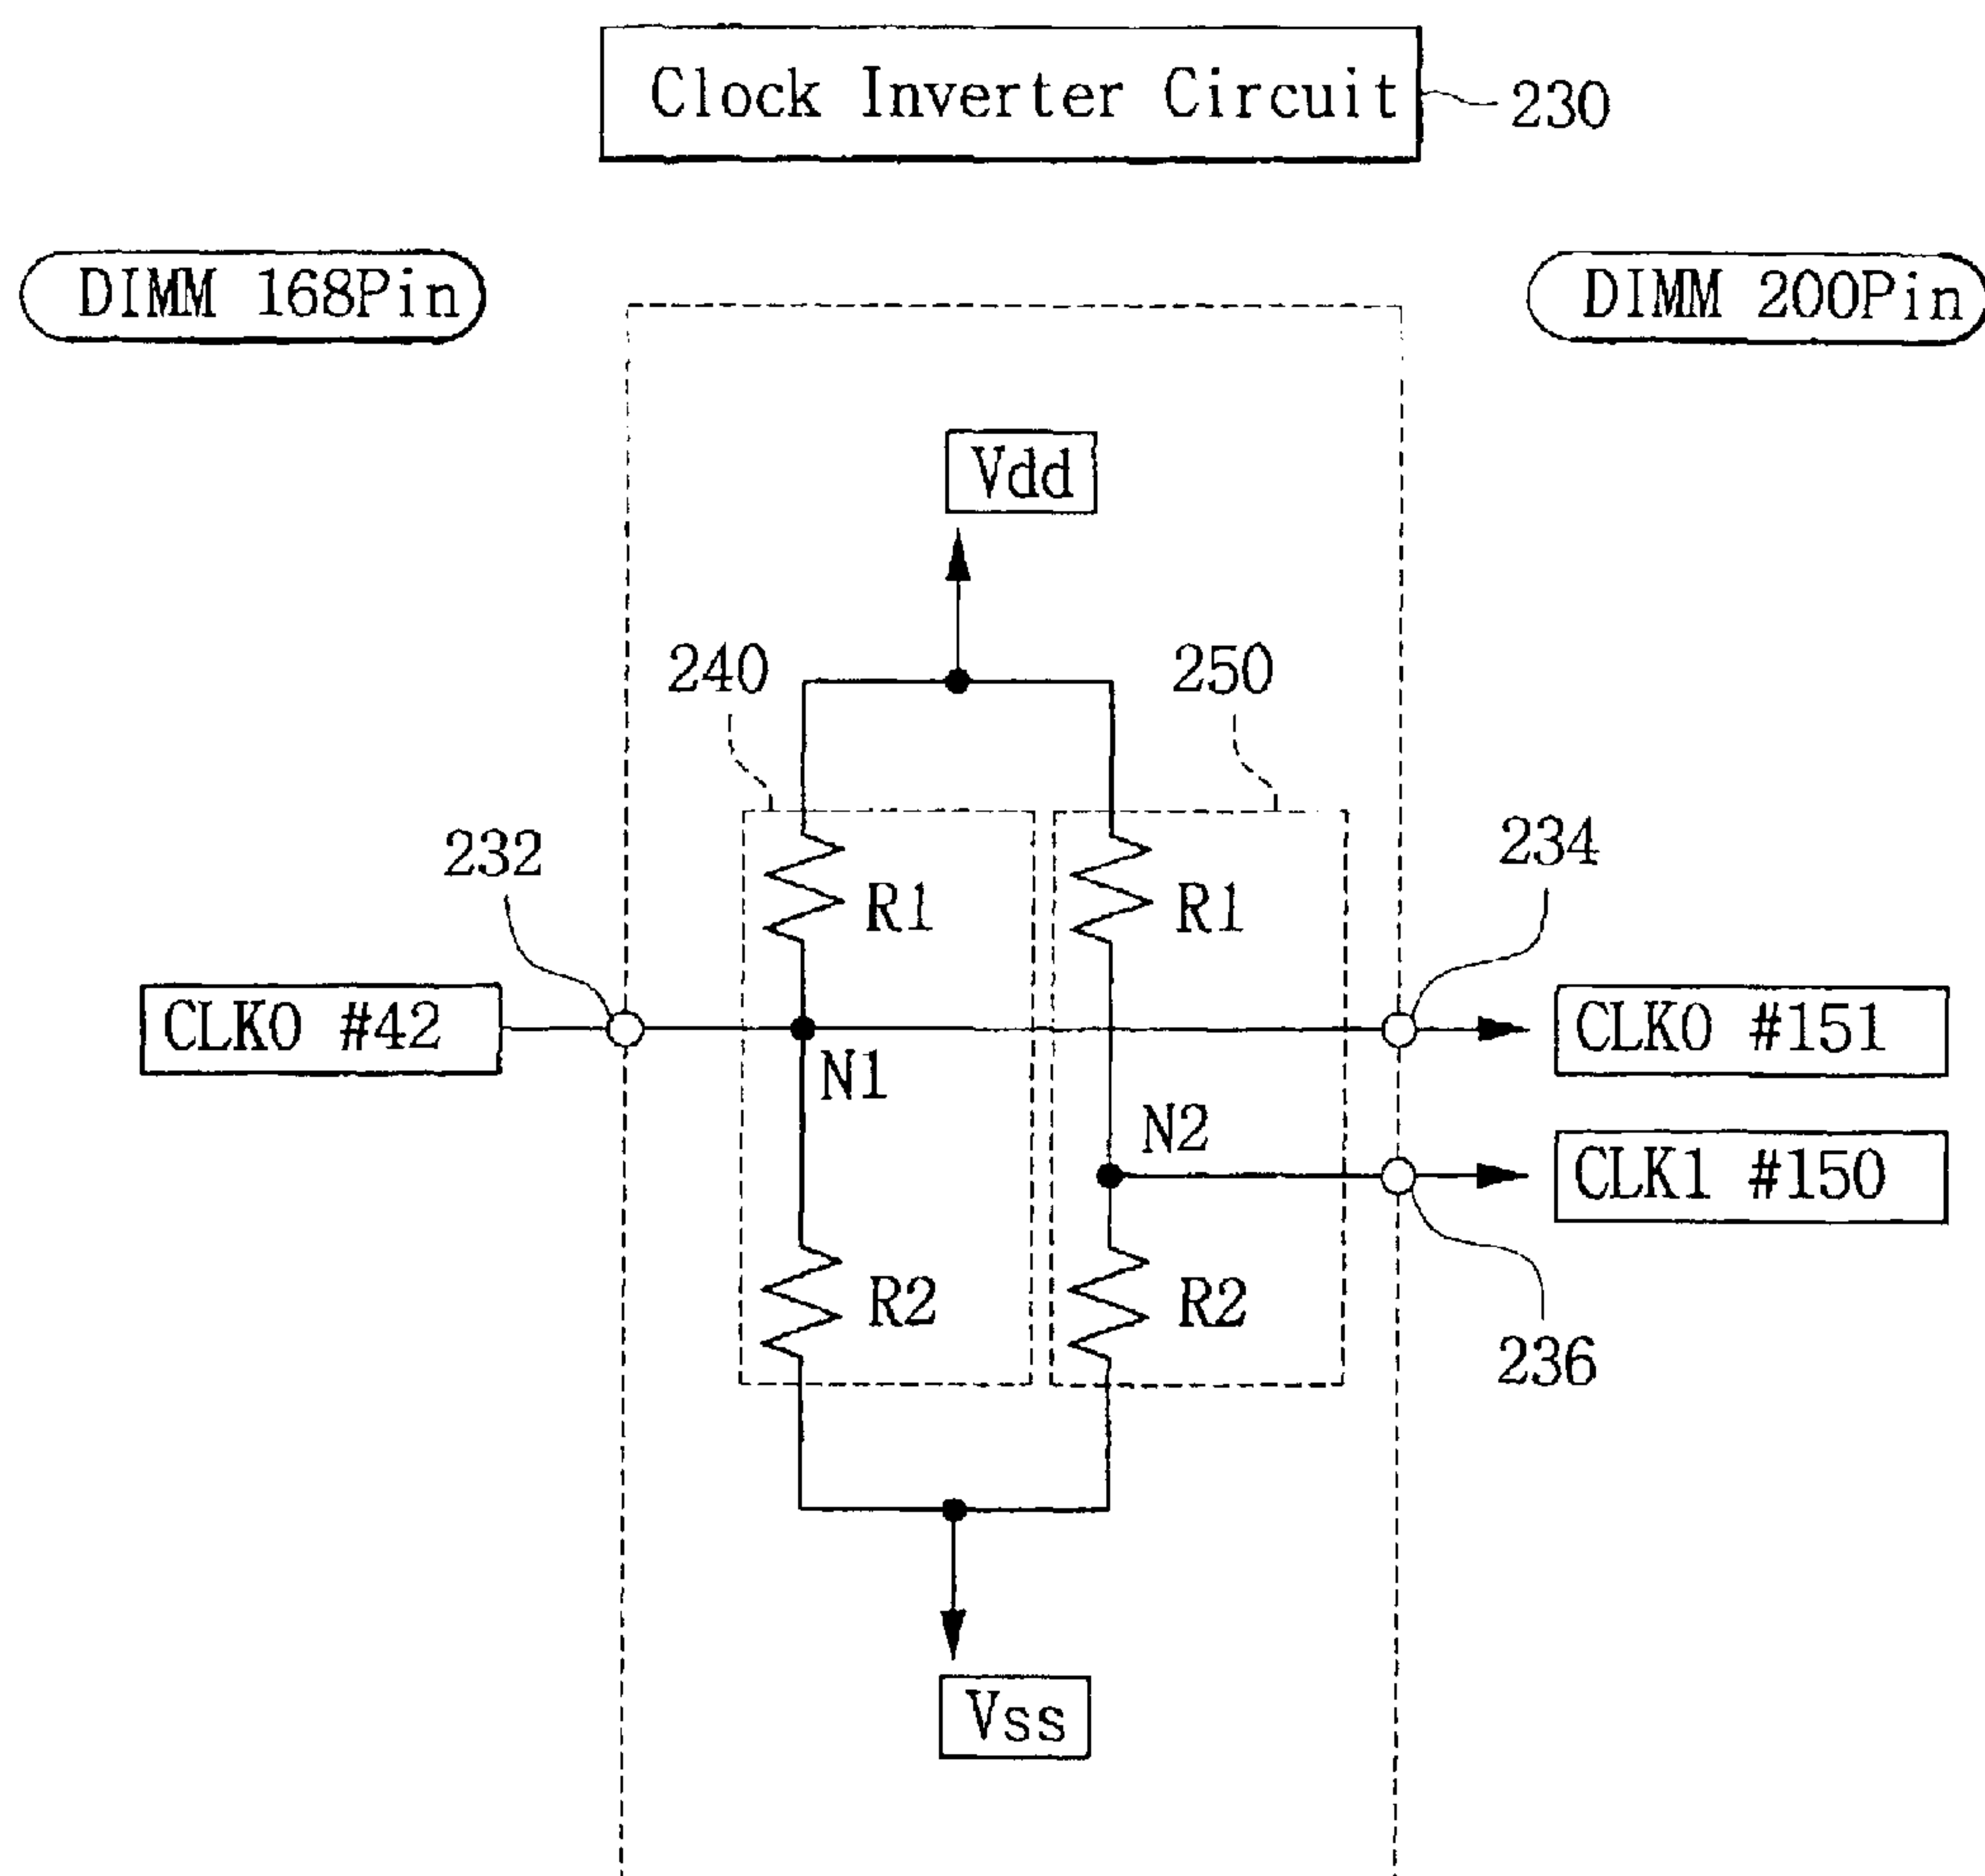 Clock Inverter Circuit
230
DIMM 168Pin
DIMM 200Pin
Vdd
240
250
232
234
R1
R1
CLK0 #42
CLK0 #151
N1
N2
CLK1 #150
R2
R2
236
Vss